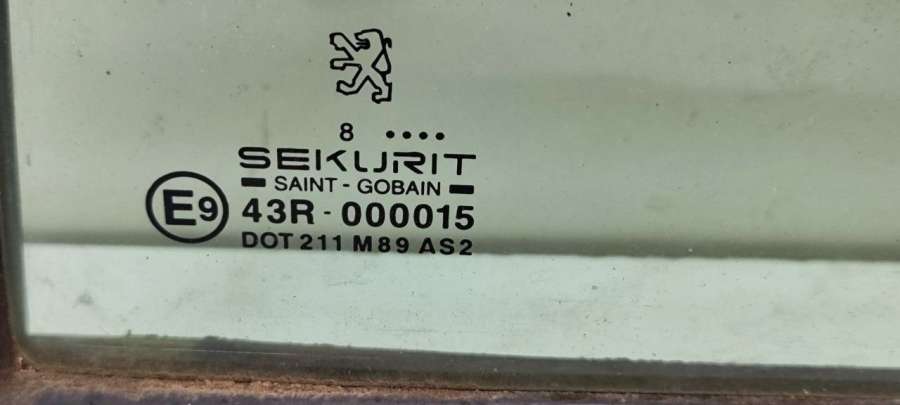 8 ••••
SEKURIT
SAINT - GOBAIN
E9 43R - 000015
DOT 211 M89 AS2